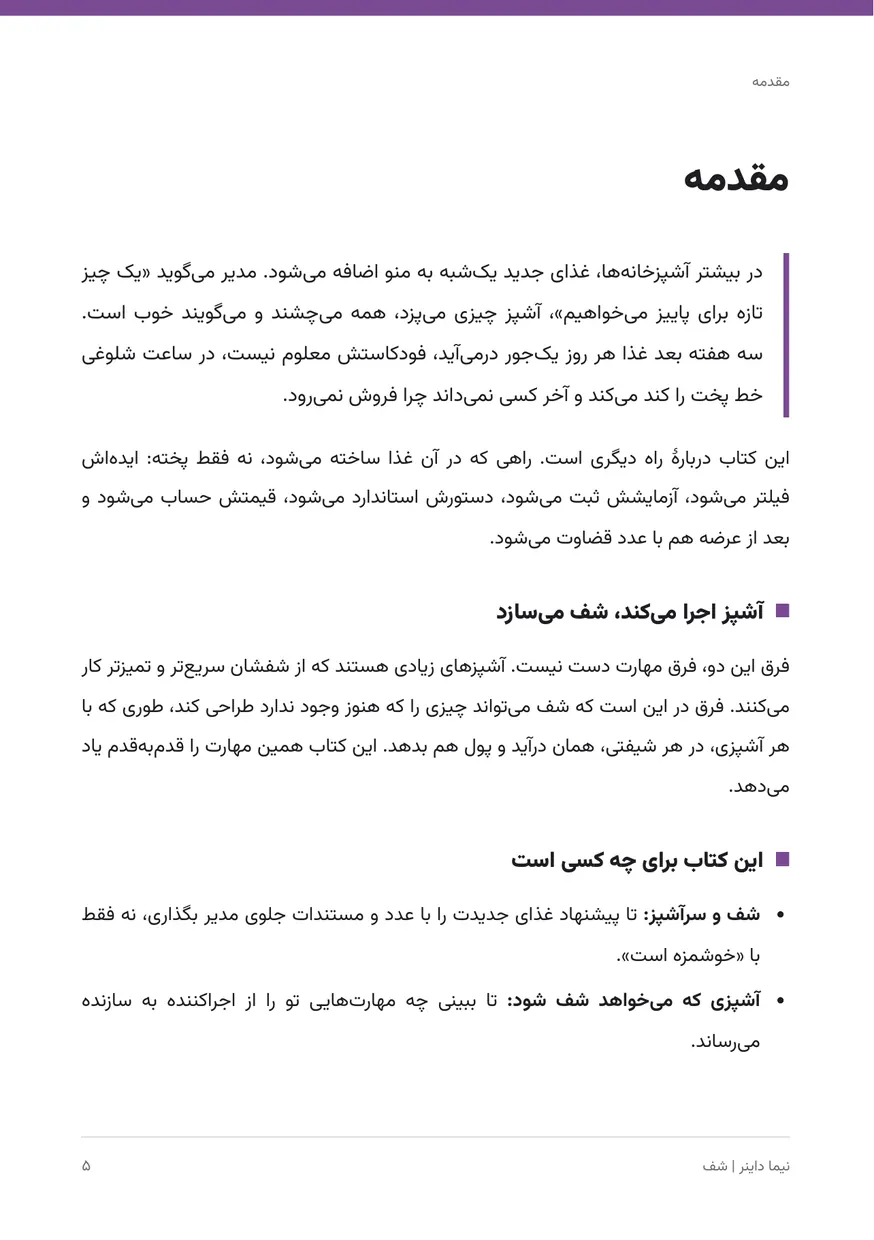 مقدمه
مقدمه
در بیشتر آشپزخانه‌ها، غذای جدید یک‌شبه به منو اضافه می‌شود. مدیر می‌گوید «یک چیز
تازه برای پاییز می‌خواهیم»، آشپز چیزی می‌پزد، همه می‌چشند و می‌گویند خوب است.
سه هفته بعد غذا هر روز یک‌جور درمی‌آید، فودکاستش معلوم نیست، در ساعت شلوغی
خط پخت را کند می‌کند و آخر کسی نمی‌داند چرا فروش نمی‌رود.
این کتاب دربارهٔ راه دیگری است. راهی که در آن غذا ساخته می‌شود، نه فقط پخته: ایده‌اش
فیلتر می‌شود، آزمایشش ثبت می‌شود، دستورش استاندارد می‌شود، قیمتش حساب می‌شود و
بعد از عرضه هم با عدد قضاوت می‌شود.
آشپز اجرا می‌کند، شف می‌سازد
فرق این دو، فرق مهارت دست نیست. آشپزهای زیادی هستند که از شفشان سریع‌تر و تمیزتر کار
می‌کنند. فرق در این است که شف می‌تواند چیزی را که هنوز وجود ندارد طراحی کند، طوری که با
هر آشپزی، در هر شیفتی، همان درآید و پول هم بدهد. این کتاب همین مهارت را قدم‌به‌قدم یاد
می‌دهد.
این کتاب برای چه کسی است
• شف و سرآشپز: تا پیشنهاد غذای جدیدت را با عدد و مستندات جلوی مدیر بگذاری، نه فقط
با «خوشمزه است».
• آشپزی که می‌خواهد شف شود: تا ببینی چه مهارت‌هایی تو را از اجراکننده به سازنده
می‌رساند.
نیما داینر | شف
۵